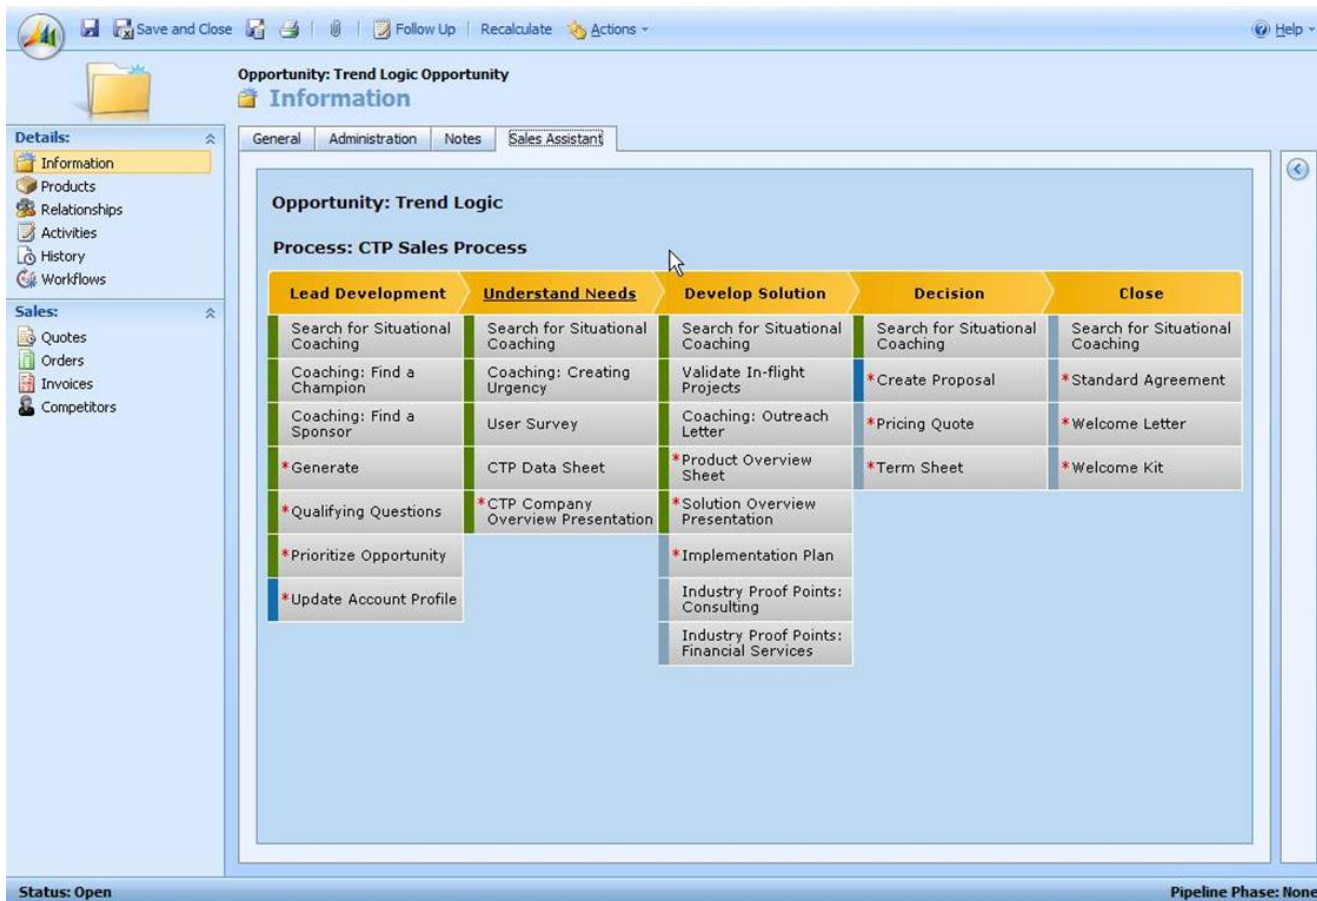 Save and Close Follow Up Recalculate Actions Help
Opportunity: Trend Logic Opportunity
Information
Details:
Information
Products
Relationships
Activities
History
Workflows
Sales:
Quotes
Orders
Invoices
Competitors
General Administration Notes Sales Assistant
Opportunity: Trend Logic
Process: CTP Sales Process
Lead Development
Search for Situational
Coaching
Coaching: Find a
Champion
Coaching: Find a
Sponsor
*Generate
*Qualifying Questions
*Prioritize Opportunity
*Update Account Profile
Understand Needs
Search for Situational
Coaching
Coaching: Creating
Urgency
User Survey
CTP Data Sheet
*CTP Company
Overview Presentation
Develop Solution
Search for Situational
Coaching
Validate In-flight
Projects
Coaching: Outreach
Letter
*Product Overview
Sheet
*Solution Overview
Presentation
*Implementation Plan
Industry Proof Points:
Consulting
Industry Proof Points:
Financial Services
Decision
Search for Situational
Coaching
*Create Proposal
*Pricing Quote
*Term Sheet
Close
Search for Situational
Coaching
*Standard Agreement
*Welcome Letter
*Welcome Kit
Status: Open
Pipeline Phase: None